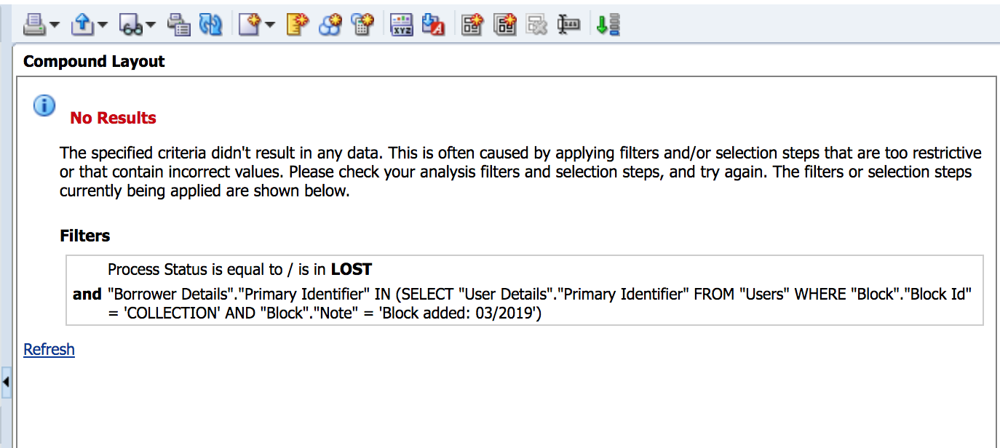 XYZ
Compound Layout
No Results
The specified criteria didn't result in any data. This is often caused by applying filters and/or selection steps that are too restrictive
or that contain incorrect values. Please check your analysis filters and selection steps, and try again. The filters or selection steps
currently being applied are shown below.
Filters
Process Status is equal to / is in LOST
and "Borrower Details"."Primary Identifier" IN (SELECT "User Details"."Primary Identifier" FROM "Users" WHERE "Block"."Block Id"
= 'COLLECTION' AND "Block"."Note" = 'Block added: 03/2019')
Refresh